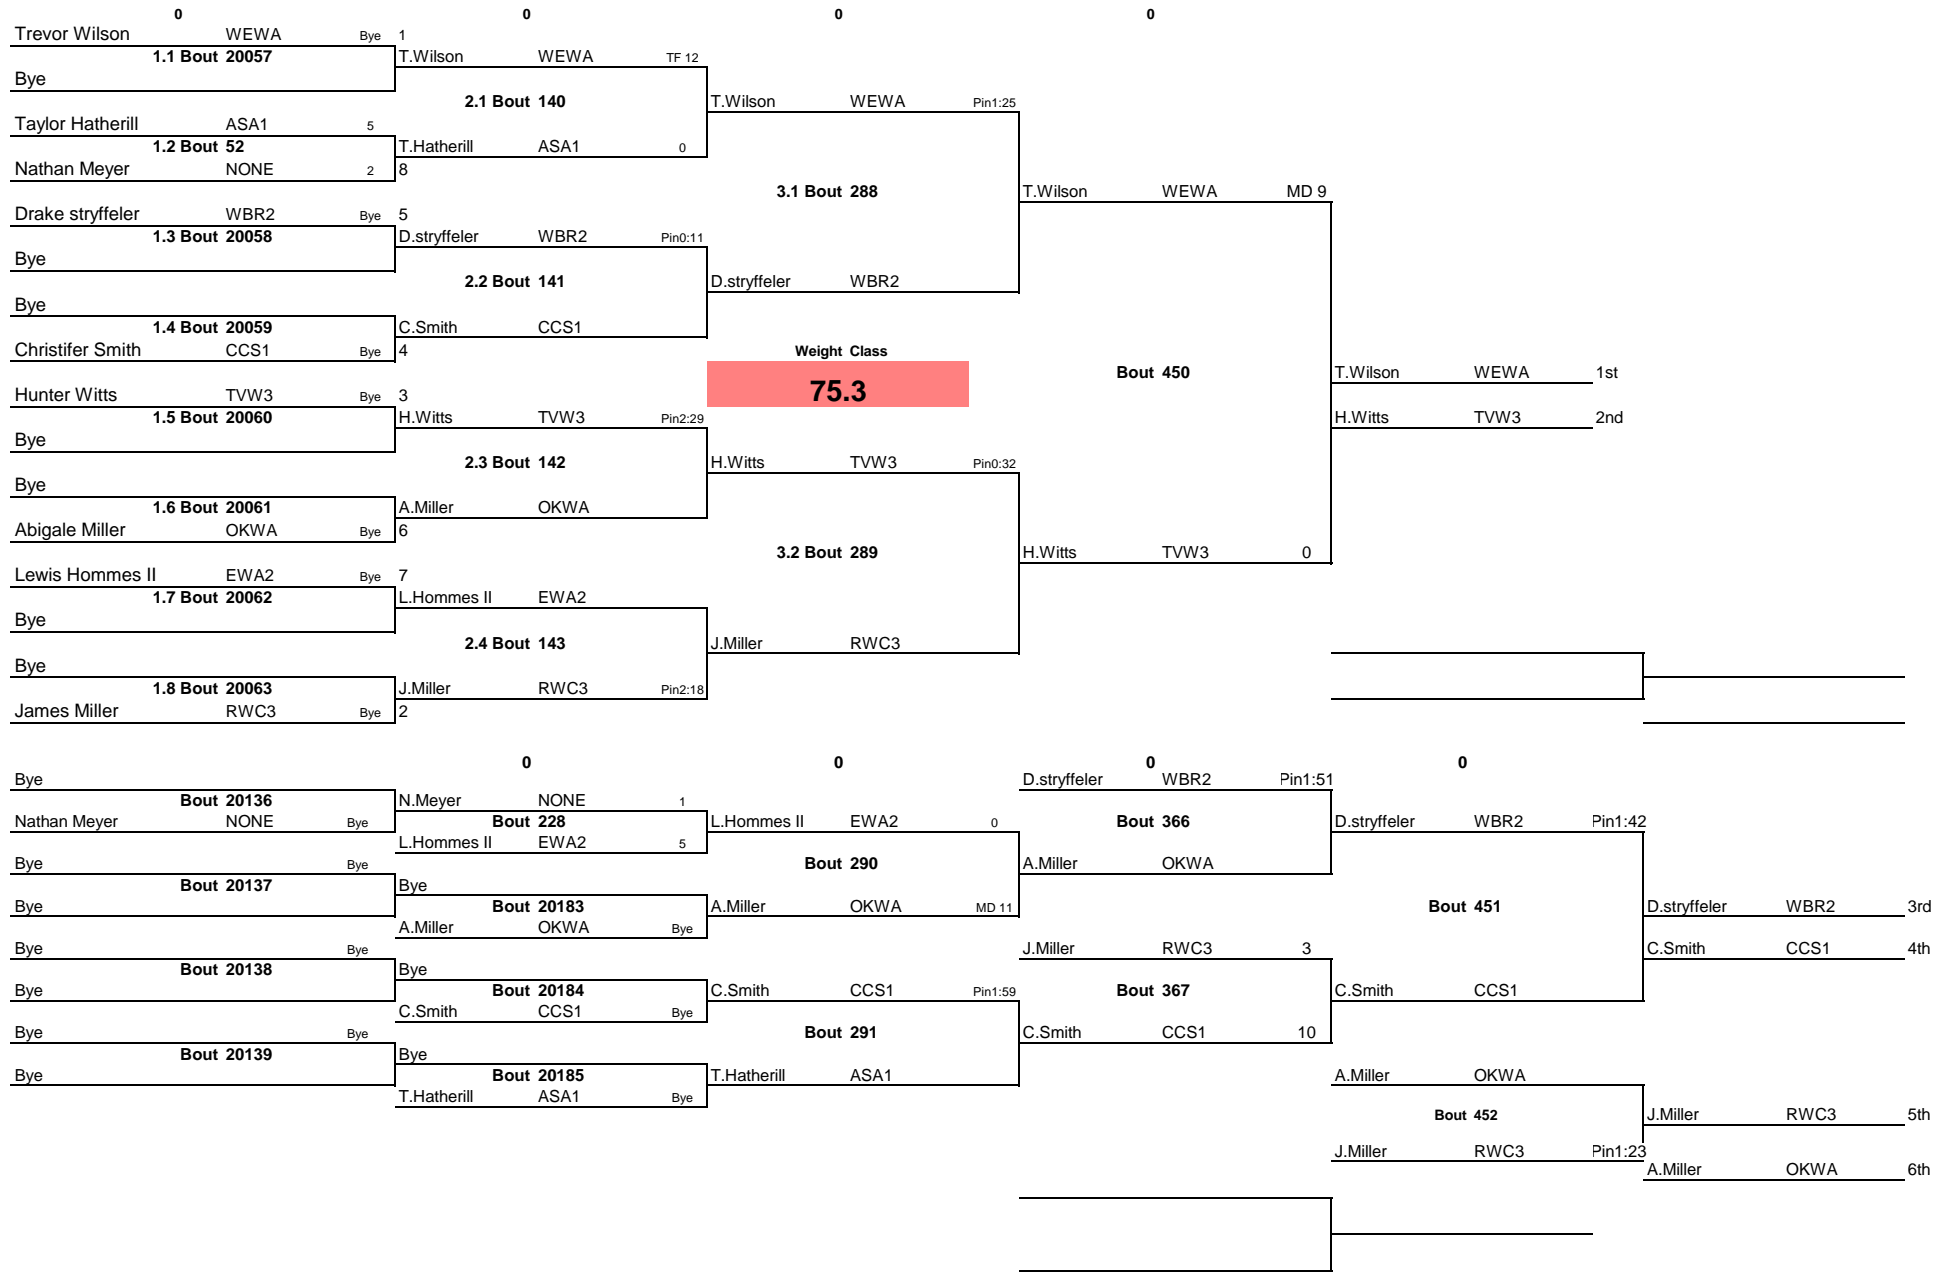 0 0 0 0
Trevor Wilson WEWA Bye 1
1.1 Bout 20057 T.Wilson WEWA TF 12
Bye
2.1 Bout 140 T.Wilson WEWA Pin1:25
Taylor Hatherill ASA1 5
1.2 Bout 52 T.Hatherill ASA1 0
Nathan Meyer NONE 2 8
3.1 Bout 288 T.Wilson WEWA MD 9
Drake stryffeler WBR2 Bye 5
1.3 Bout 20058 D.stryffeler WBR2 Pin0:11
Bye
2.2 Bout 141 D.stryffeler WBR2
Bye
1.4 Bout 20059 C.Smith CCS1
Christifer Smith CCS1 Bye 4 Weight Class
Bout 450 T.Wilson WEWA 1st
75.3
Hunter Witts TVW3 Bye 3
1.5 Bout 20060 H.Witts TVW3 Pin2:29 H.Witts TVW3 2nd
Bye
2.3 Bout 142 H.Witts TVW3 Pin0:32
Bye
1.6 Bout 20061 A.Miller OKWA
Abigale Miller OKWA Bye 6
3.2 Bout 289 H.Witts TVW3 0
Lewis Hommes II EWA2 Bye 7
1.7 Bout 20062 L.Hommes II EWA2
Bye
2.4 Bout 143 J.Miller RWC3
Bye
1.8 Bout 20063 J.Miller RWC3 Pin2:18
James Miller RWC3 Bye 2
0 0 0 0
Bye D.stryffeler WBR2 Pin1:51
Bout 20136 N.Meyer NONE 1
Nathan Meyer NONE Bye Bout 228 L.Hommes II EWA2 0 Bout 366 D.stryffeler WBR2 Pin1:42
L.Hommes II EWA2 5
Bye Bye Bout 290 A.Miller OKWA
Bout 20137 Bye
Bye Bout 20183 A.Miller OKWA MD 11 Bout 451 D.stryffeler WBR2 3rd
A.Miller OKWA Bye
Bye Bye J.Miller RWC3 3 C.Smith CCS1 4th
Bout 20138 Bye
Bye Bout 20184 C.Smith CCS1 Pin1:59 Bout 367 C.Smith CCS1
C.Smith CCS1 Bye
Bye Bye Bout 291 C.Smith CCS1 10
Bout 20139 Bye
Bye Bout 20185 T.Hatherill ASA1 A.Miller OKWA
T.Hatherill ASA1 Bye
Bout 452 J.Miller RWC3 5th
J.Miller RWC3 Pin1:23
A.Miller OKWA 6th